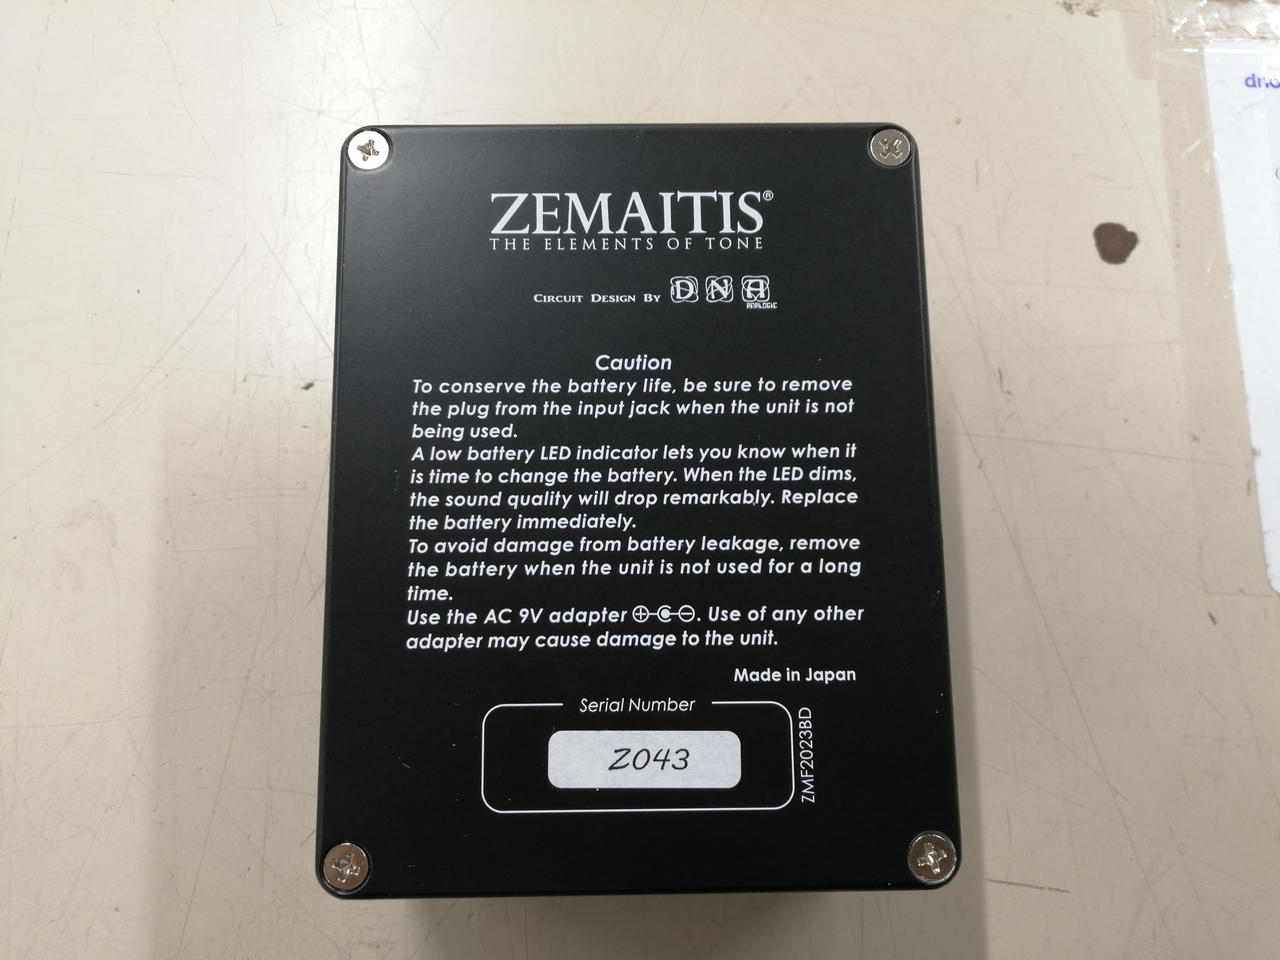 ZEMAITIS®
THE ELEMENTS OF TONE
CIRCUIT DESIGN BY DNA
ANALOGIC
Caution
To conserve the battery life, be sure to remove
the plug from the input jack when the unit is not
being used.
A low battery LED indicator lets you know when it
is time to change the battery. When the LED dims,
the sound quality will drop remarkably. Replace
the battery immediately.
To avoid damage from battery leakage, remove
the battery when the unit is not used for a long
time.
Use the AC 9V adapter ⊕-C-⊖. Use of any other
adapter may cause damage to the unit.
Made in Japan
Serial Number
Z043
ZMF2023BD